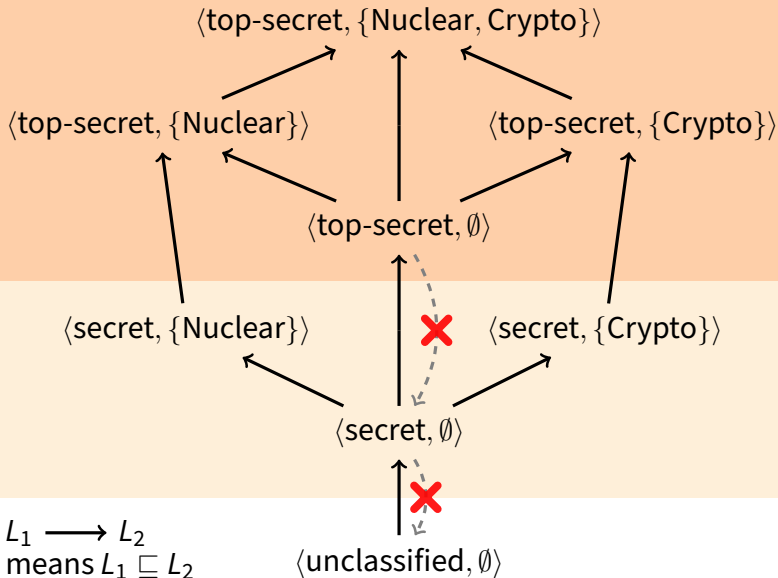 ⟨top-secret, {Nuclear, Crypto}⟩
⟨top-secret, {Nuclear}⟩
⟨top-secret, {Crypto}⟩
⟨top-secret, ∅⟩
⟨secret, {Nuclear}⟩
⟨secret, {Crypto}⟩
⟨secret, ∅⟩
L₁ ⟶ L₂
means L₁ ⊑ L₂
⟨unclassified, ∅⟩